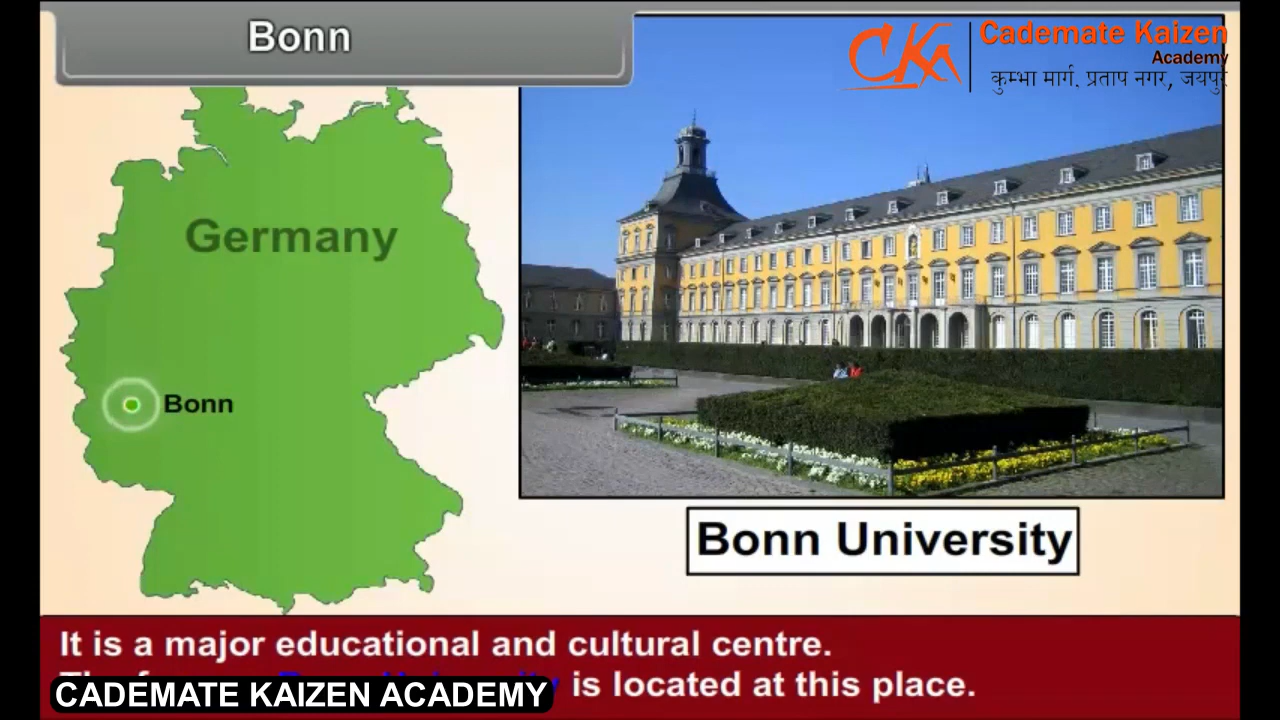 Bonn
CKA
Cademate Kaizen
Academy
कुम्भा मार्ग, प्रताप नगर, जयपुर
Germany
Bonn
Bonn University
It is a major educational and cultural centre.
is located at this place.
CADEMATE KAIZEN ACADEMY